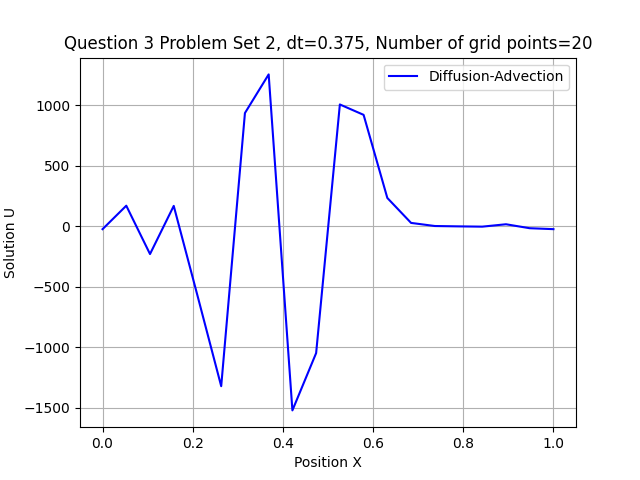 Question 3 Problem Set 2, dt=0.375, Number of grid points=20
Diffusion-Advection
1000
500
0
−500
−1000
−1500
Solution U
0.0 0.2 0.4 0.6 0.8 1.0
Position X